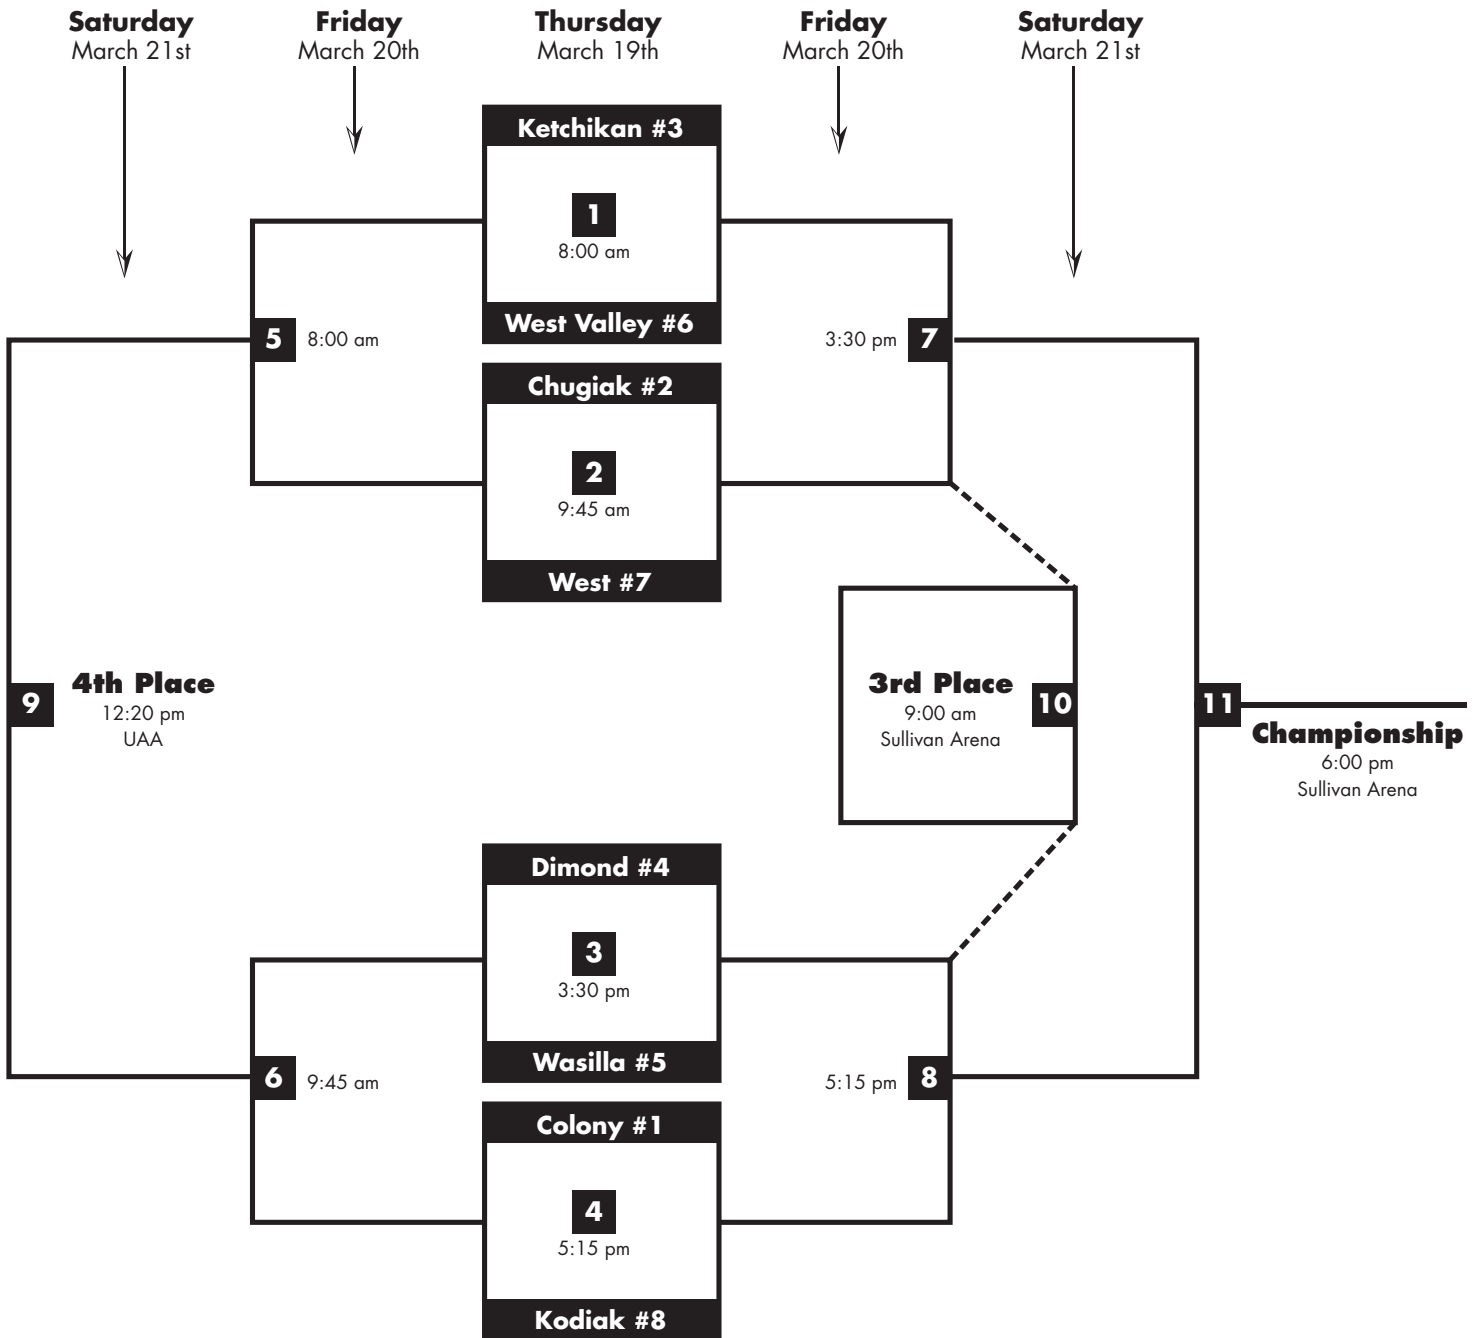 Saturday
March 21st
Friday
March 20th
Thursday
March 19th
Friday
March 20th
Saturday
March 21st
Ketchikan #3
1
8:00 am
West Valley #6
5
8:00 am
3:30 pm
7
Chugiak #2
2
9:45 am
West #7
9
4th Place
12:20 pm
UAA
3rd Place
9:00 am
Sullivan Arena
10
11
Championship
6:00 pm
Sullivan Arena
Dimond #4
3
3:30 pm
Wasilla #5
6
9:45 am
5:15 pm
8
Colony #1
4
5:15 pm
Kodiak #8